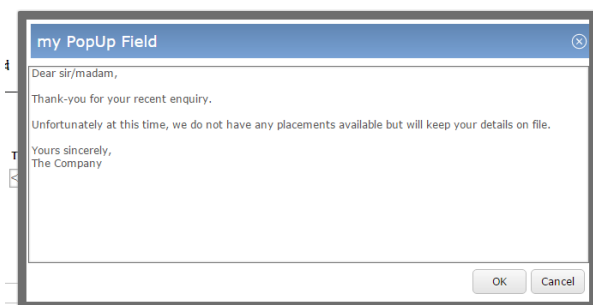 my PopUp Field
Dear sir/madam,
Thank-you for your recent enquiry.
Unfortunately at this time, we do not have any placements available but will keep your details on file.
Yours sincerely,
The Company
T
<
OK Cancel